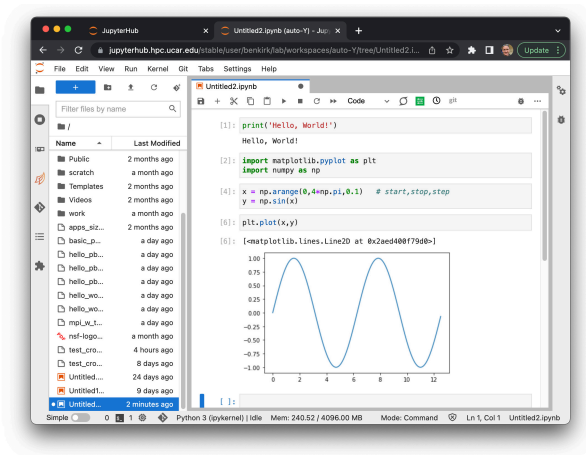 JupyterHub
Untitled2.ipynb (auto-Y) - Jup
jupyterhub.hpc.ucar.edu/stable/user/benkirk/lab/workspaces/auto-Y/tree/Untitled2.i...
Update
File Edit View Run Kernel Git Tabs Settings Help
Untitled2.ipynb
Filter files by name
Code
git
/
Name
Last Modified
Public 2 months ago
scratch a month ago
Templates 2 months ago
Videos 2 months ago
work a month ago
apps_siz... 2 months ago
basic_p... a day ago
hello_pb... a day ago
hello_pb... a day ago
hello_pb... a day ago
hello_wo... a day ago
hello_wo... a day ago
mpi_w_t... a day ago
nsf-logo... a month ago
test_cro... 4 hours ago
test_cro... 8 days ago
Untitled.... 24 days ago
Untitled1... 9 days ago
Untitled... 2 minutes ago
[1]: print('Hello, World!')
Hello, World!
[2]: import matplotlib.pyplot as plt
import numpy as np
[4]: x = np.arange(0,4*np.pi,0.1) # start,stop,step
y = np.sin(x)
[6]: plt.plot(x,y)
[6]: [<matplotlib.lines.Line2D at 0x2aed400f79d0>]
1.00
0.75
0.50
0.25
0.00
−0.25
−0.50
−0.75
−1.00
0 2 4 6 8 10 12
[ ]:
Simple 0 1 Python 3 (ipykernel) | Idle Mem: 240.52 / 4096.00 MB Mode: Command Ln 1, Col 1 Untitled2.ipynb